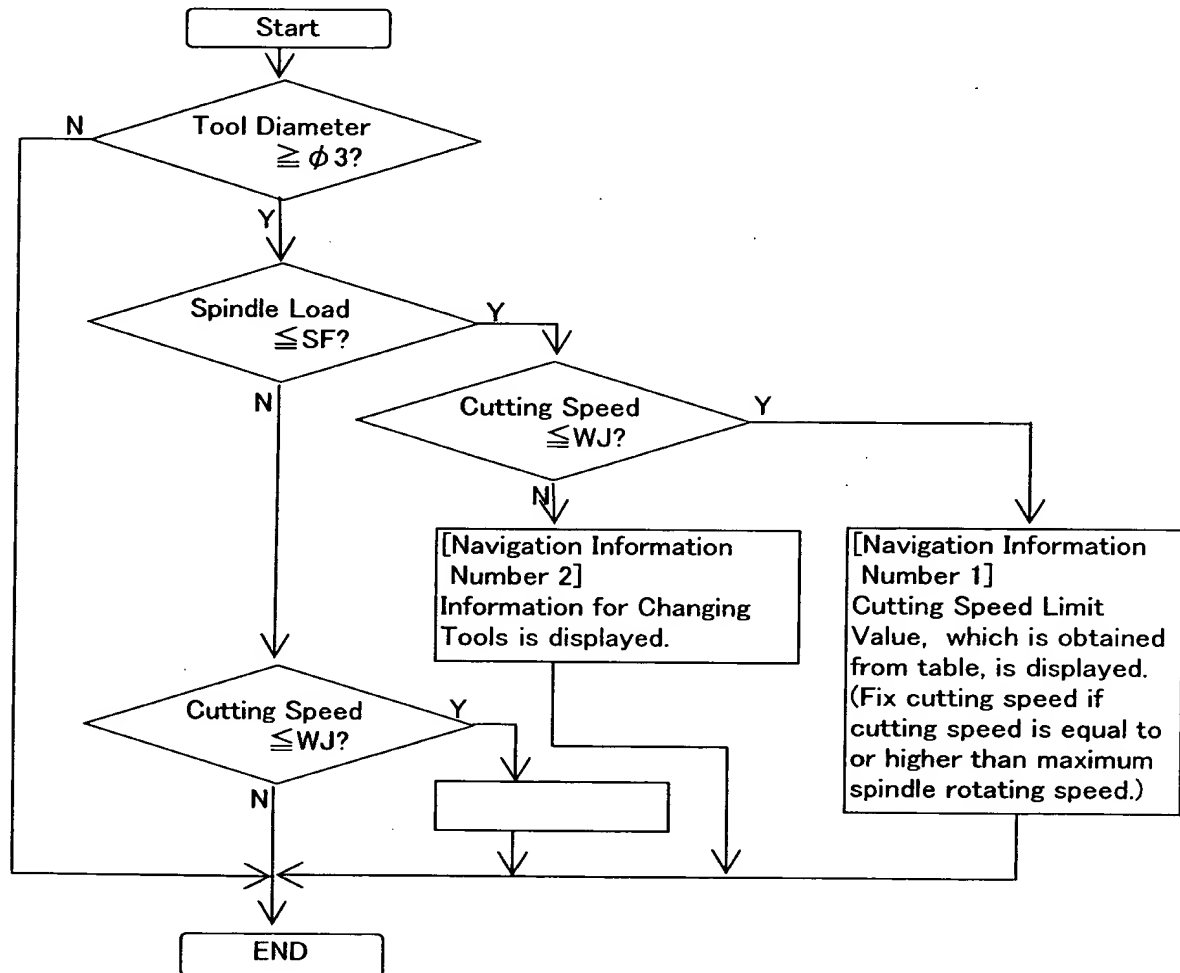 Start
N
Tool Diameter
≧ φ3?
Y
Spindle Load
≦SF?
Y
N
Cutting Speed
≦WJ?
Y
N
[Navigation Information
Number 2]
Information for Changing
Tools is displayed.
[Navigation Information
Number 1]
Cutting Speed Limit
Value, which is obtained
from table, is displayed.
(Fix cutting speed if
cutting speed is equal to
or higher than maximum
spindle rotating speed.)
Cutting Speed
≦WJ?
Y
N
END